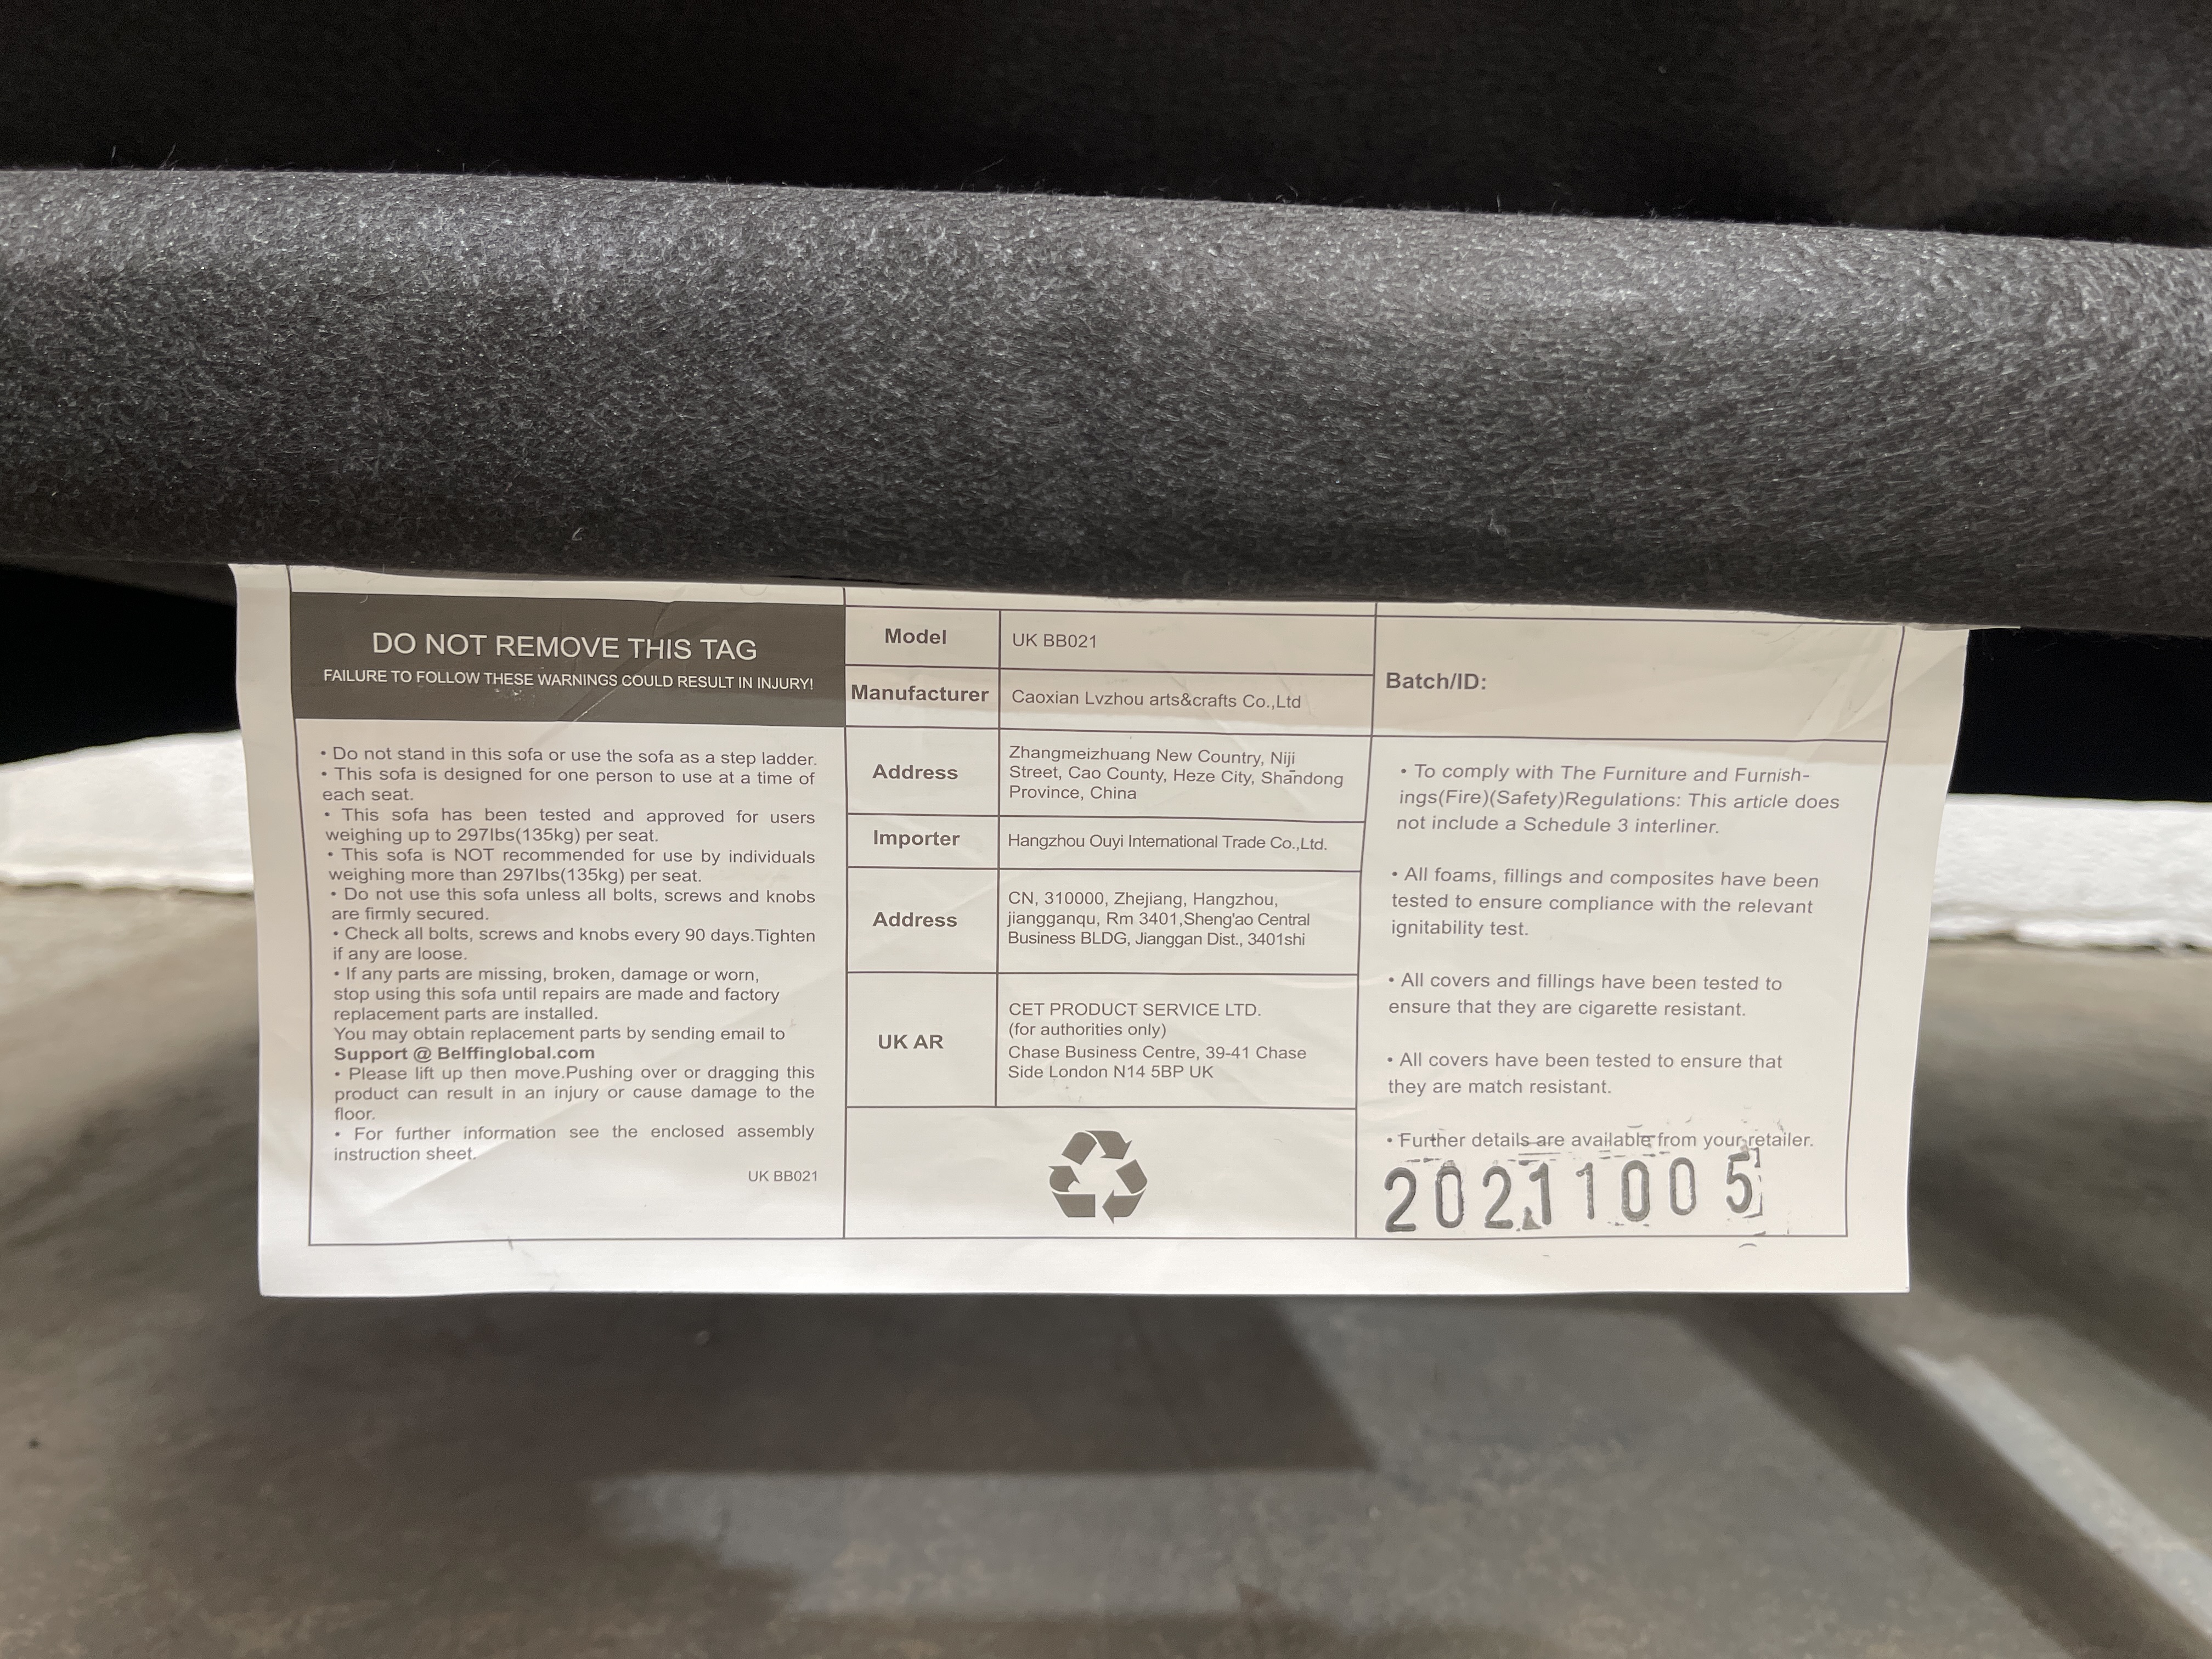 DO NOT REMOVE THIS TAG
FAILURE TO FOLLOW THESE WARNINGS COULD RESULT IN INJURY!
• Do not stand in this sofa or use the sofa as a step ladder.
• This sofa is designed for one person to use at a time of
each seat.
• This sofa has been tested and approved for users
weighing up to 297lbs(135kg) per seat.
• This sofa is NOT recommended for use by individuals
weighing more than 297lbs(135kg) per seat.
• Do not use this sofa unless all bolts, screws and knobs
are firmly secured.
• Check all bolts, screws and knobs every 90 days.Tighten
if any are loose.
• If any parts are missing, broken, damage or worn,
stop using this sofa until repairs are made and factory
replacement parts are installed.
You may obtain replacement parts by sending email to
Support @ Belffinglobal.com
• Please lift up then move.Pushing over or dragging this
product can result in an injury or cause damage to the
floor.
• For further information see the enclosed assembly
instruction sheet.
UK BB021
Model
UK BB021
Manufacturer
Caoxian Lvzhou arts&crafts Co.,Ltd
Address
Zhangmeizhuang New Country, Niji
Street, Cao County, Heze City, Shandong
Province, China
Importer
Hangzhou Ouyi International Trade Co.,Ltd.
Address
CN, 310000, Zhejiang, Hangzhou,
jiangganqu, Rm 3401,Sheng'ao Central
Business BLDG, Jianggan Dist., 3401shi
UK AR
CET PRODUCT SERVICE LTD.
(for authorities only)
Chase Business Centre, 39-41 Chase
Side London N14 5BP UK
Batch/ID:
• To comply with The Furniture and Furnish-
ings(Fire)(Safety)Regulations: This article does
not include a Schedule 3 interliner.
• All foams, fillings and composites have been
tested to ensure compliance with the relevant
ignitability test.
• All covers and fillings have been tested to
ensure that they are cigarette resistant.
• All covers have been tested to ensure that
they are match resistant.
• Further details are available from your retailer.
20211005